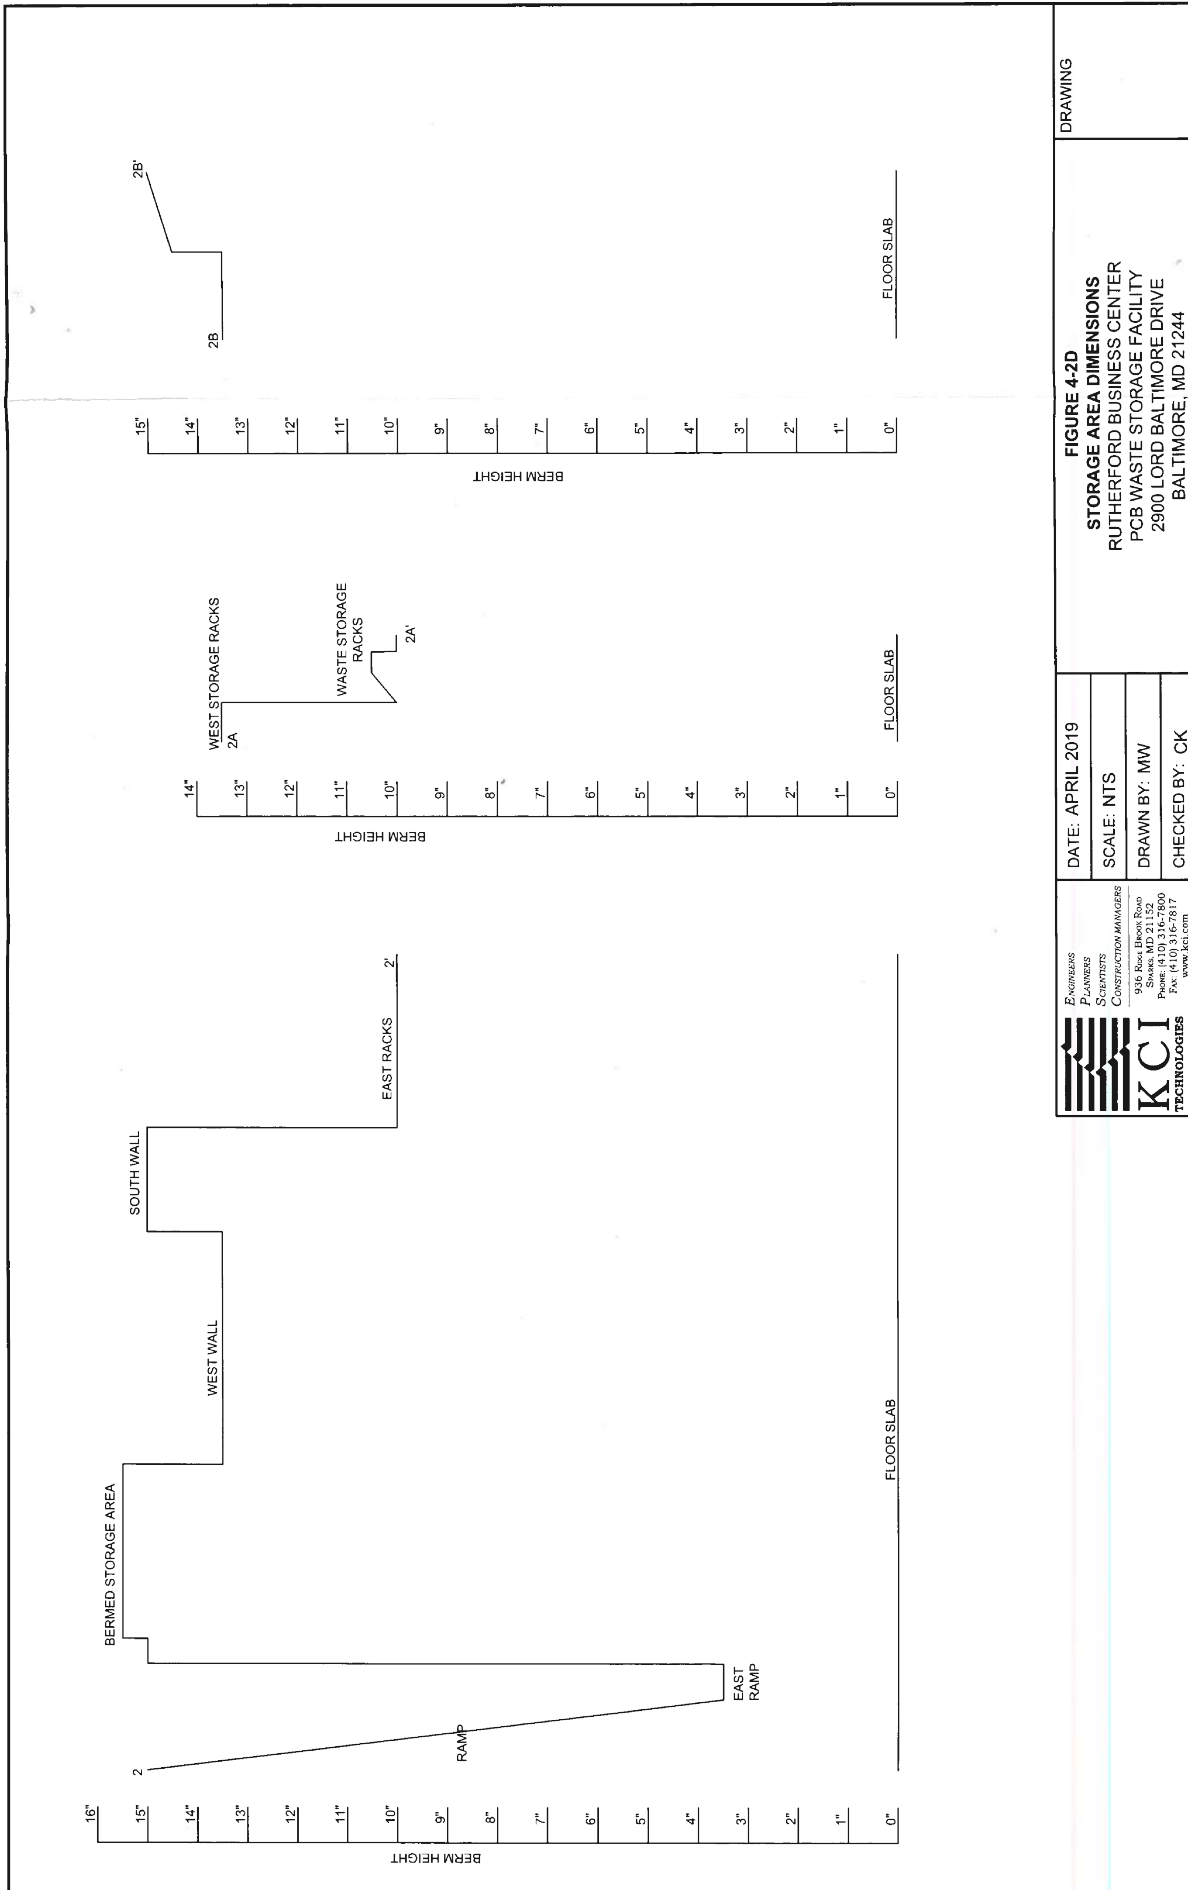 16"
15"
14"
13"
12"
11"
10"
9"
8"
7"
6"
5"
4"
3"
2"
1"
0"
BERM HEIGHT
2
RAMP
EAST
RAMP
BERMED STORAGE AREA
WEST WALL
SOUTH WALL
EAST RACKS
2'
FLOOR SLAB
14"
13"
12"
11"
10"
9"
8"
7"
6"
5"
4"
3"
2"
1"
0"
BERM HEIGHT
WEST STORAGE RACKS
2A
WASTE STORAGE
RACKS
2A'
FLOOR SLAB
15"
14"
13"
12"
11"
10"
9"
8"
7"
6"
5"
4"
3"
2"
1"
0"
BERM HEIGHT
2B
2B'
FLOOR SLAB
ENGINEERS
PLANNERS
SCIENTISTS
CONSTRUCTION MANAGERS
KCI
TECHNOLOGIES
936 RIDGE BROOK ROAD
SPARKS, MD 21152
PHONE: (410) 316-7800
FAX: (410) 316-7817
www.kci.com
DATE: APRIL 2019
SCALE: NTS
DRAWN BY: MW
CHECKED BY: CK
FIGURE 4-2D
STORAGE AREA DIMENSIONS
RUTHERFORD BUSINESS CENTER
PCB WASTE STORAGE FACILITY
2900 LORD BALTIMORE DRIVE
BALTIMORE, MD 21244
DRAWING